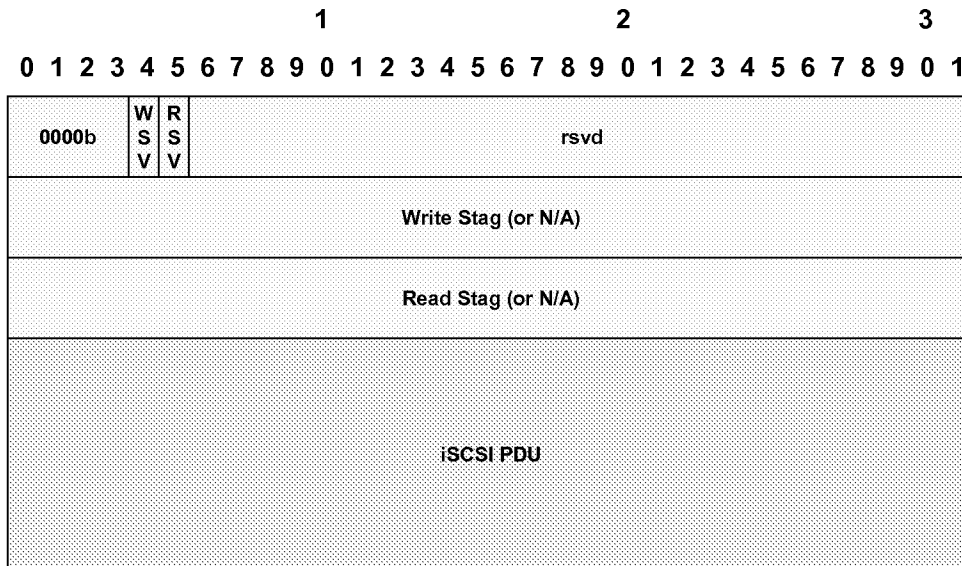 1 2 3
0 1 2 3 4 5 6 7 8 9 0 1 2 3 4 5 6 7 8 9 0 1 2 3 4 5 6 7 8 9 0 1
0000b
W
S
V
R
S
V
rsvd
Write Stag (or N/A)
Read Stag (or N/A)
iSCSI PDU